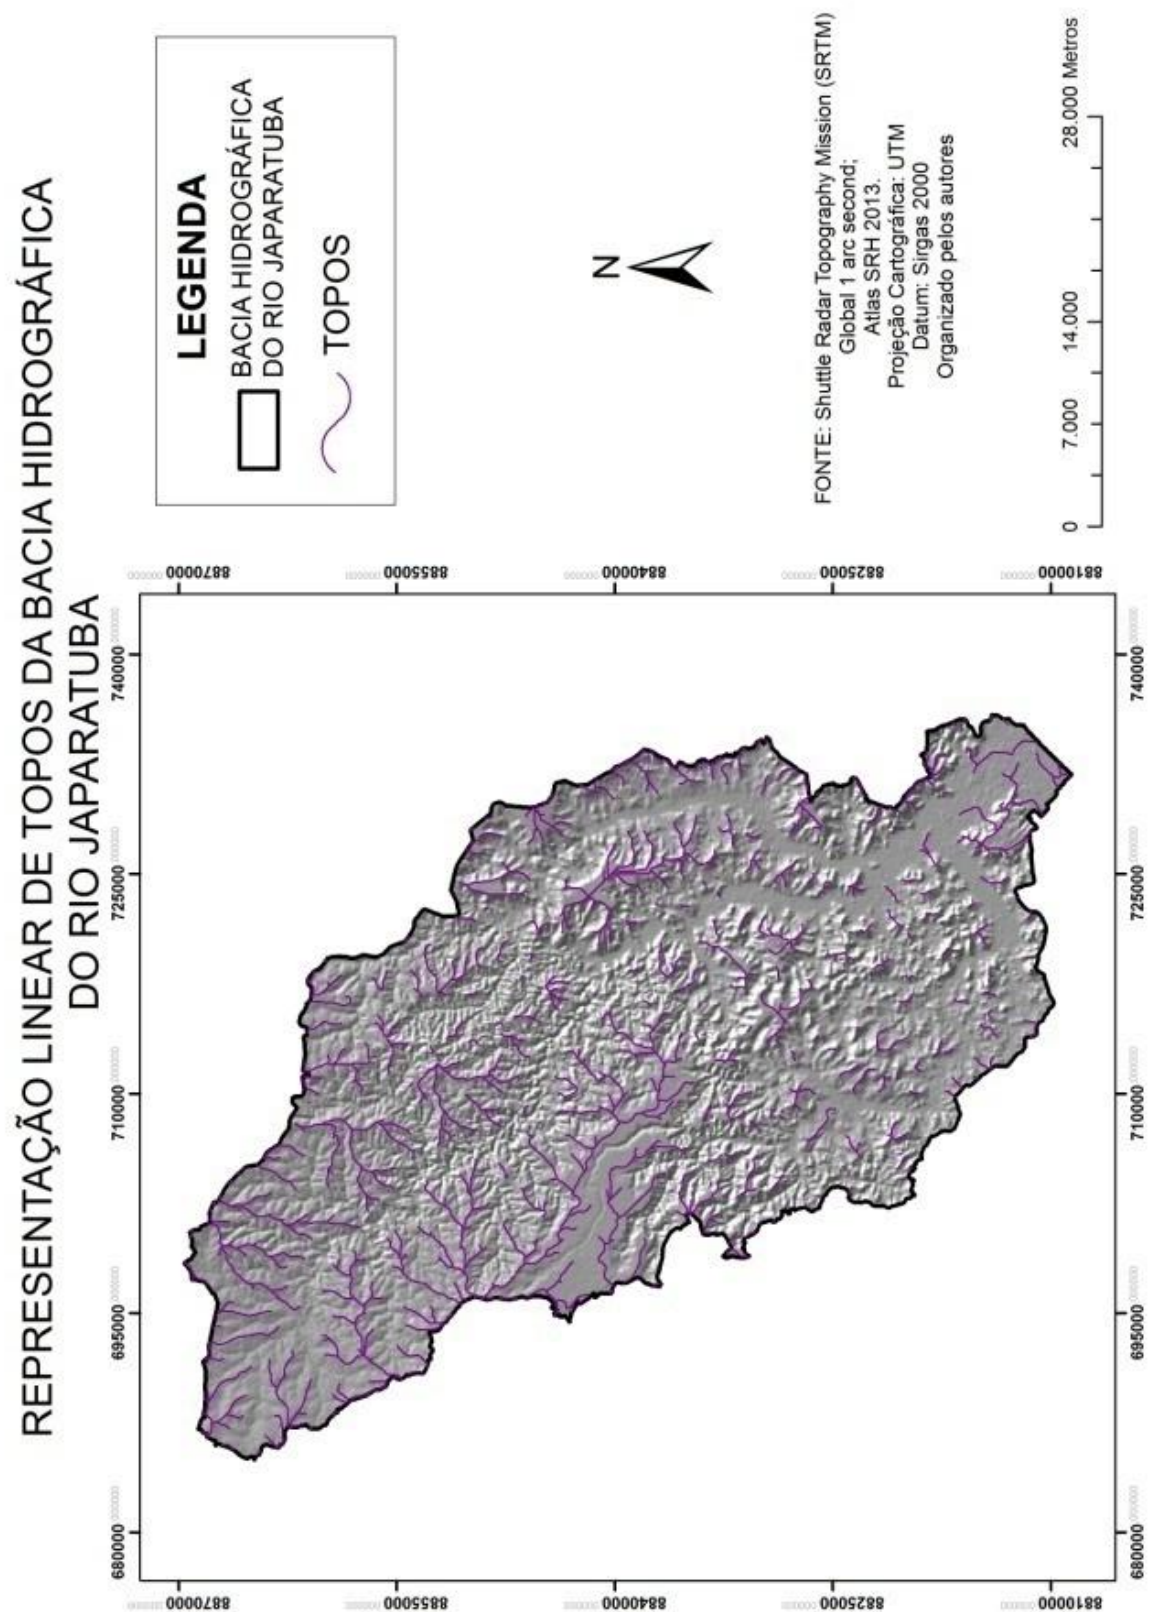 REPRESENTAÇÃO LINEAR DE TOPOS DA BACIA HIDROGRÁFICA
DO RIO JAPARATUBA
680000
695000
710000
725000
740000
8870000
8855000
8840000
8825000
8810000
8870000
8855000
8840000
8825000
8810000
680000
695000
710000
725000
740000
LEGENDA
BACIA HIDROGRÁFICA
DO RIO JAPARATUBA
TOPOS
N
FONTE: Shuttle Radar Topography Mission (SRTM)
Global 1 arc second;
Atlas SRH 2013.
Projeção Cartográfica: UTM
Datum: Sirgas 2000
Organizado pelos autores
0 7.000 14.000 28.000 Metros